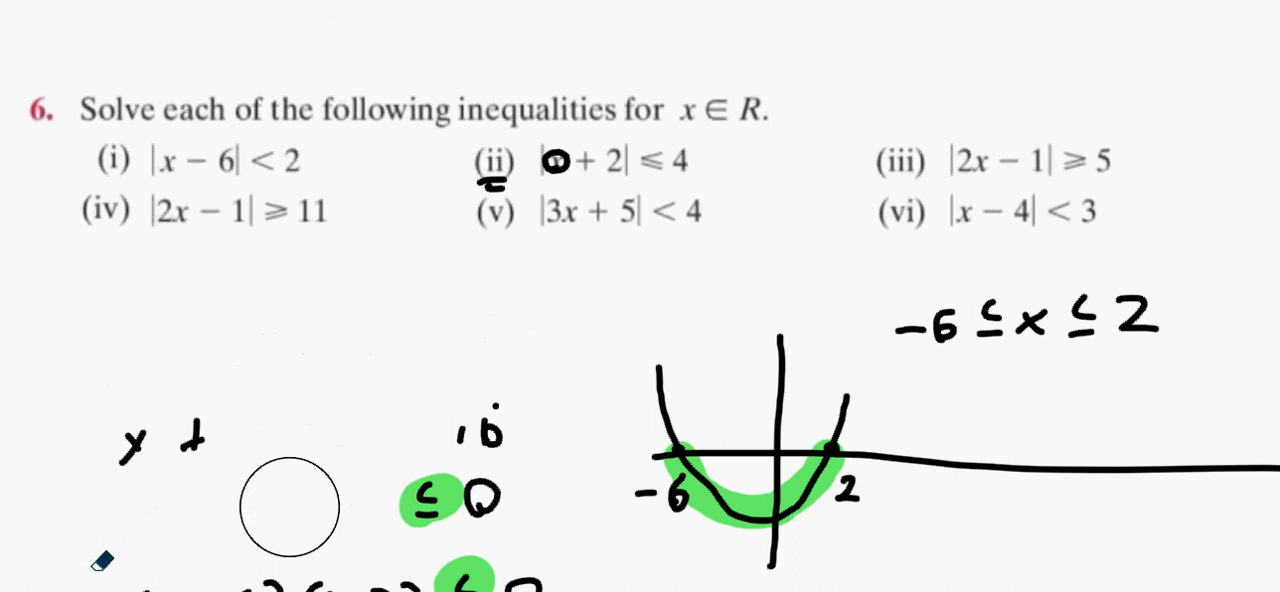 6. Solve each of the following inequalities for x ∈ R.
(i) |x − 6| < 2 (ii) + 2| ⩽ 4 (iii) |2x − 1| ⩾ 5
(iv) |2x − 1| ⩾ 11 (v) |3x + 5| < 4 (vi) |x − 4| < 3
-6 ≤ x ≤ 2
x +
16
≤ 0
-6 2